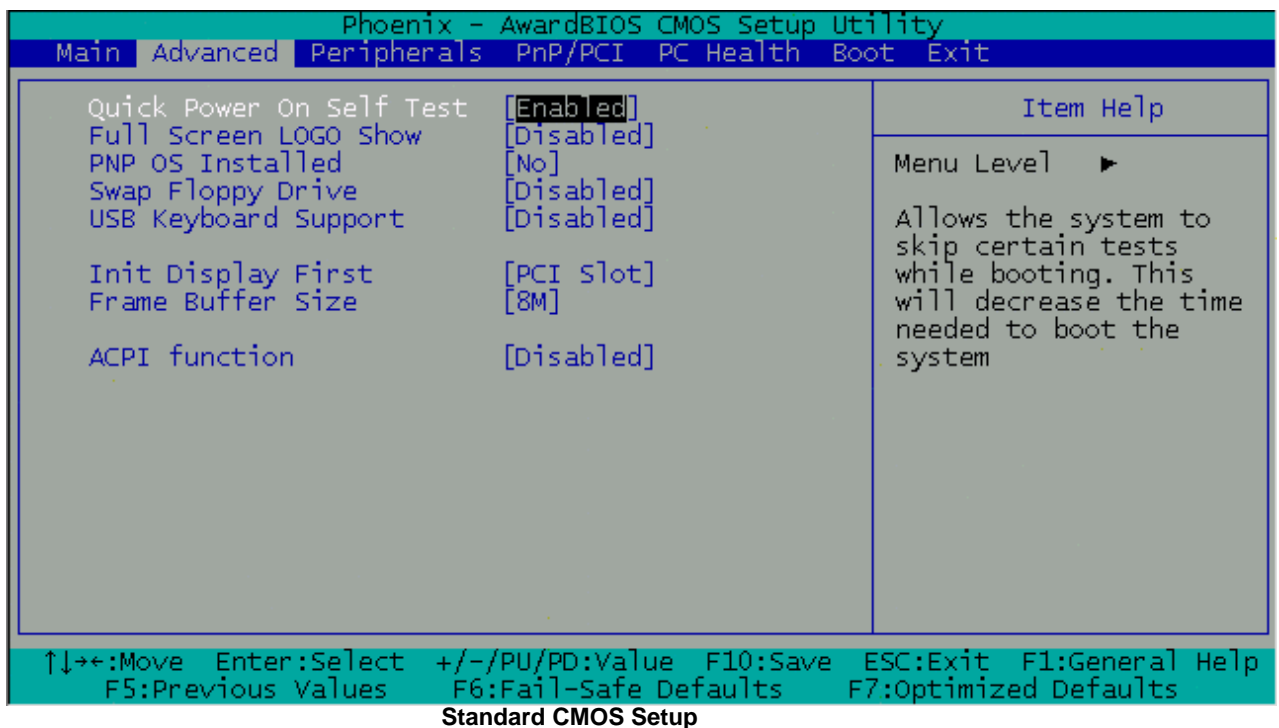 Phoenix - AwardBIOS CMOS Setup Utility
Main Advanced Peripherals PnP/PCI PC Health Boot Exit
Quick Power On Self Test [Enabled]
Full Screen LOGO Show [Disabled]
PNP OS Installed [No]
Swap Floppy Drive [Disabled]
USB Keyboard Support [Disabled]
Init Display First [PCI Slot]
Frame Buffer Size [8M]
ACPI function [Disabled]
Item Help
Menu Level ►
Allows the system to
skip certain tests
while booting. This
will decrease the time
needed to boot the
system
↑↓→←:Move Enter:Select +/-/PU/PD:Value F10:Save ESC:Exit F1:General Help
F5:Previous Values F6:Fail-Safe Defaults F7:Optimized Defaults
Standard CMOS Setup